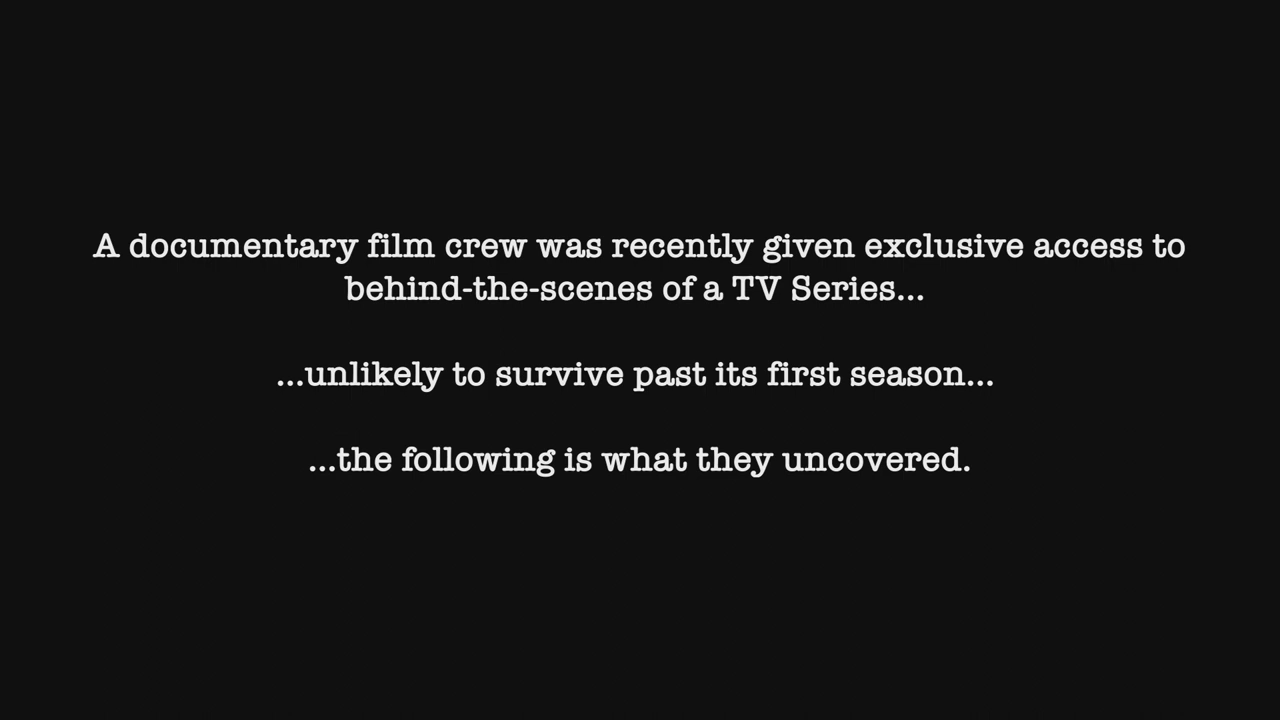 A documentary film crew was recently given exclusive access to
behind-the-scenes of a TV Series...
...unlikely to survive past its first season...
...the following is what they uncovered.